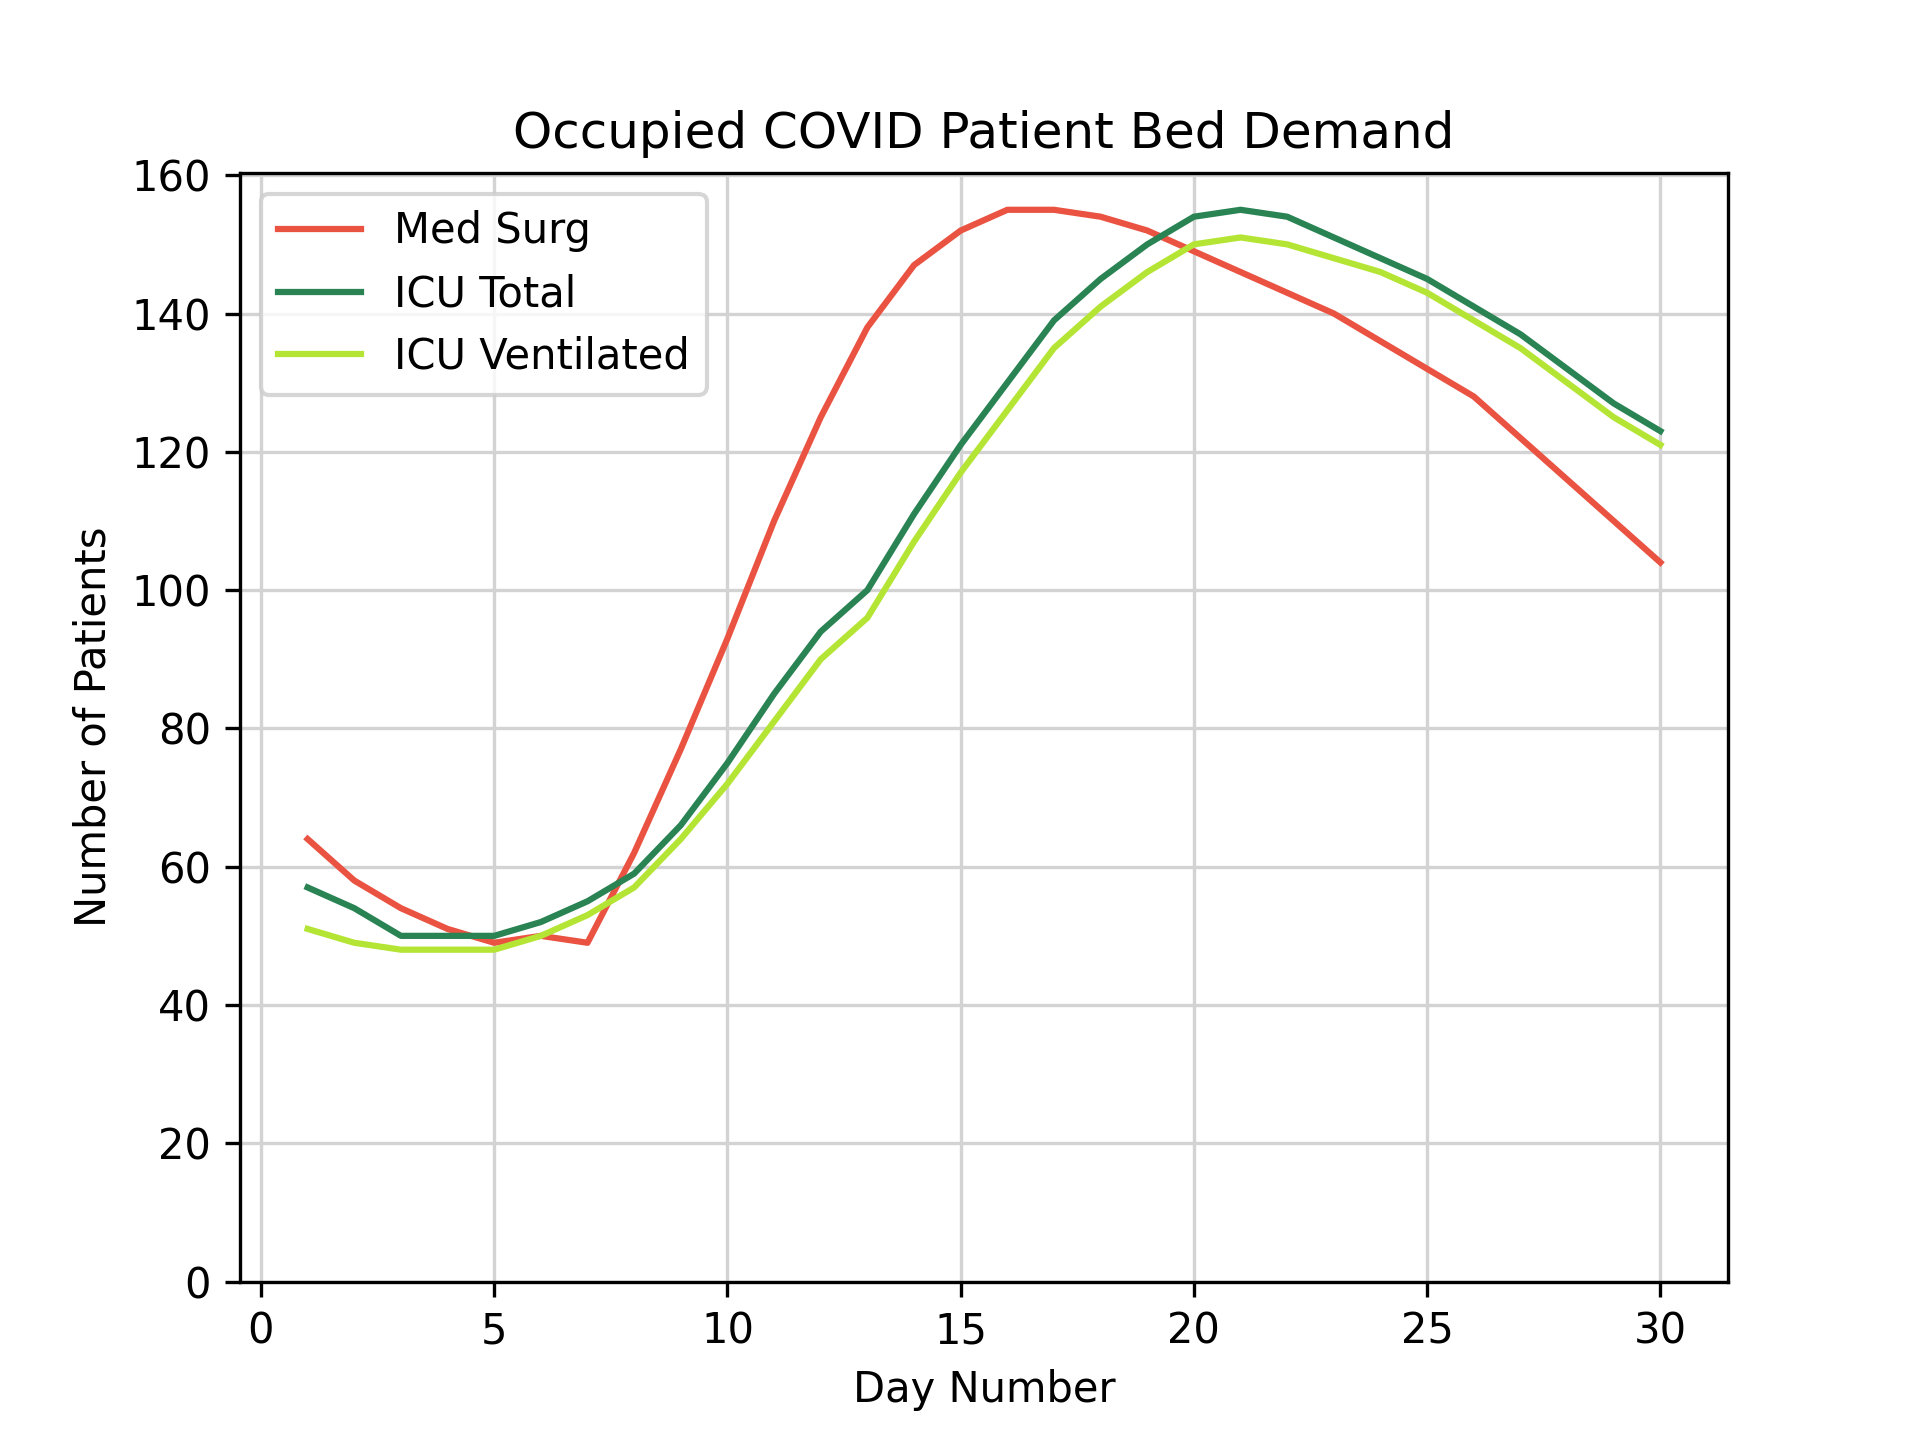 Occupied COVID Patient Bed Demand
Med Surg
ICU Total
ICU Ventilated
Number of Patients
160
140
120
100
80
60
40
20
0
0 5 10 15 20 25 30
Day Number